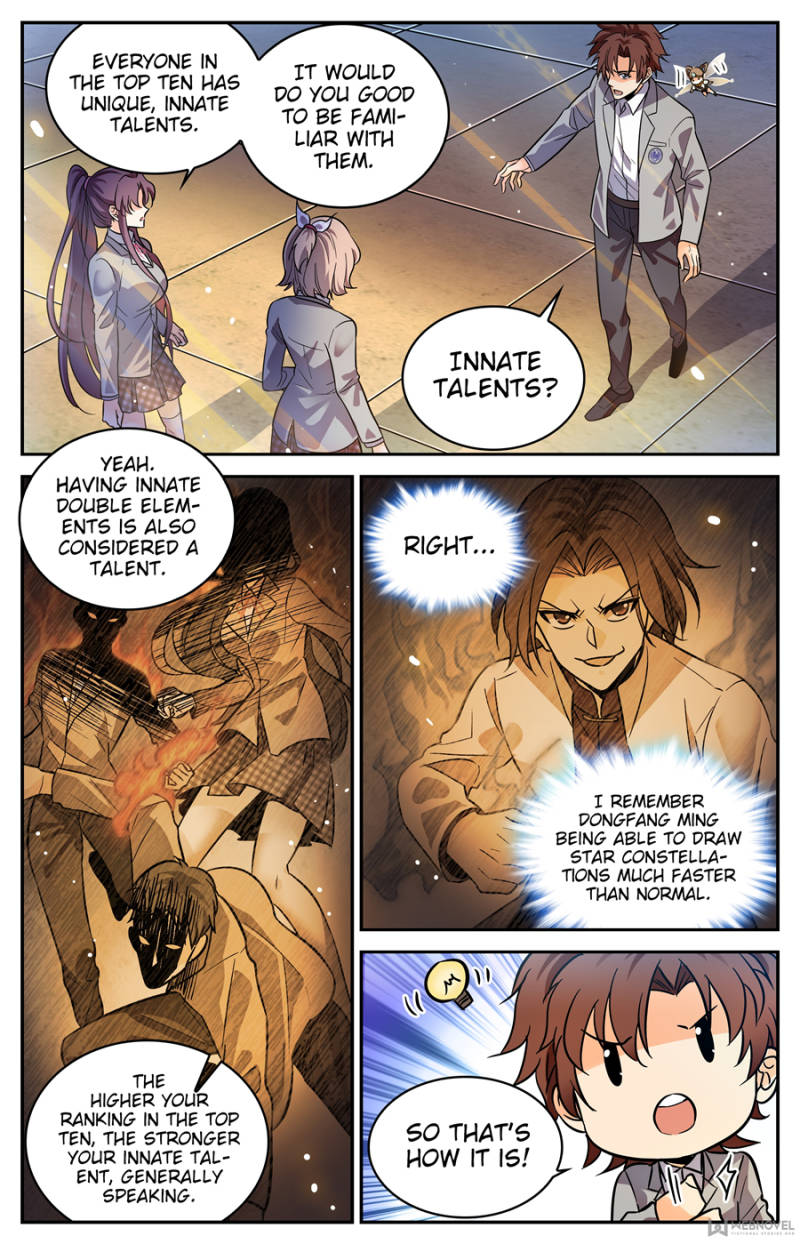 EVERYONE IN
THE TOP TEN HAS
UNIQUE, INNATE
TALENTS.
IT WOULD
DO YOU GOOD
TO BE FAMI-
LIAR WITH
THEM.
INNATE
TALENTS?
YEAH.
HAVING INNATE
DOUBLE ELEM-
ENTS IS ALSO
CONSIDERED A
TALENT.
RIGHT...
I REMEMBER
DONGFANG MING
BEING ABLE TO DRAW
STAR CONSTELLA-
TIONS MUCH FASTER
THAN NORMAL.
THE
HIGHER YOUR
RANKING IN THE TOP
TEN, THE STRONGER
YOUR INNATE TAL-
ENT, GENERALLY
SPEAKING.
SO THAT'S
HOW IT IS!
WEBNOVEL